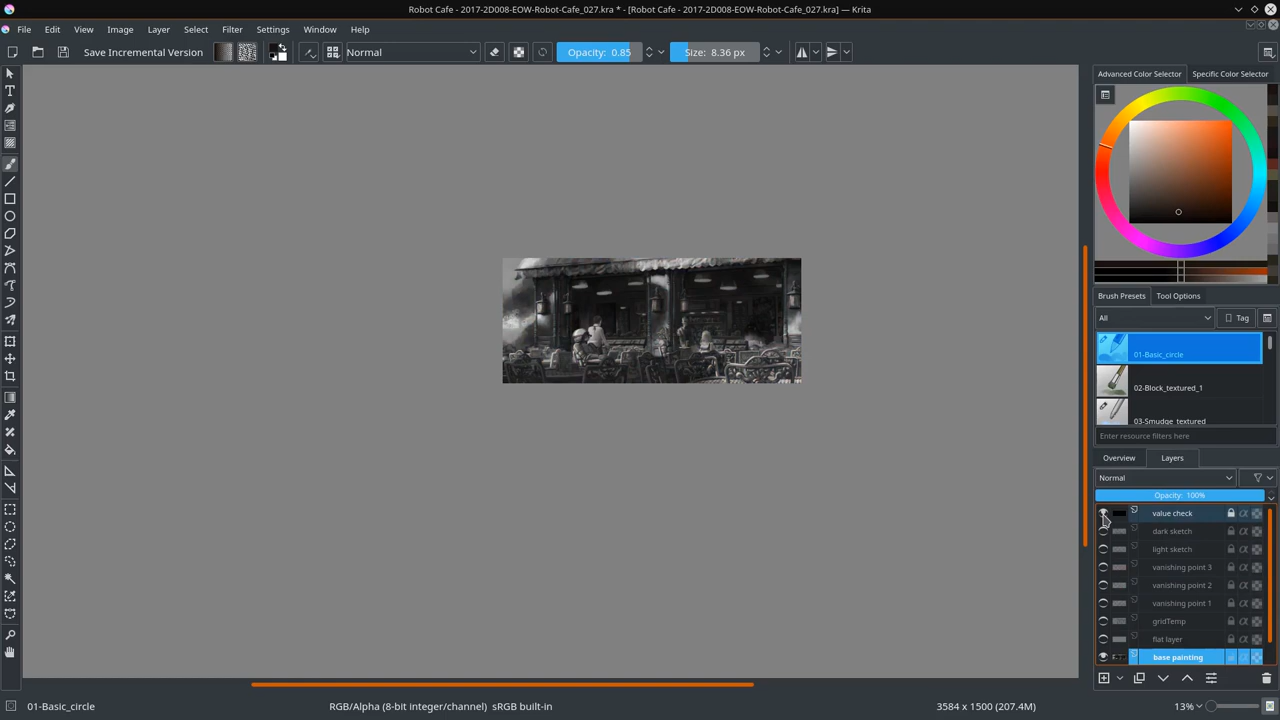 Robot Cafe - 2017-2D008-EOW-Robot-Cafe_027.kra * - [Robot Cafe - 2017-2D008-EOW-Robot-Cafe_027.kra] — Krita
File Edit View Image Layer Select Filter Settings Window Help
Save Incremental Version Normal Opacity: 0.85 Size: 8.36 px
Advanced Color Selector Specific Color Selector
Brush Presets Tool Options
All Tag
01-Basic_circle
02-Block_textured_1
03-Smudge_textured
Enter resource filters here
Overview Layers
Normal
Opacity: 100%
value check
dark sketch
light sketch
vanishing point 3
vanishing point 2
vanishing point 1
gridTemp
flat layer
base painting
01-Basic_circle RGB/Alpha (8-bit integer/channel) sRGB built-in 3584 x 1500 (207.4M) 13%